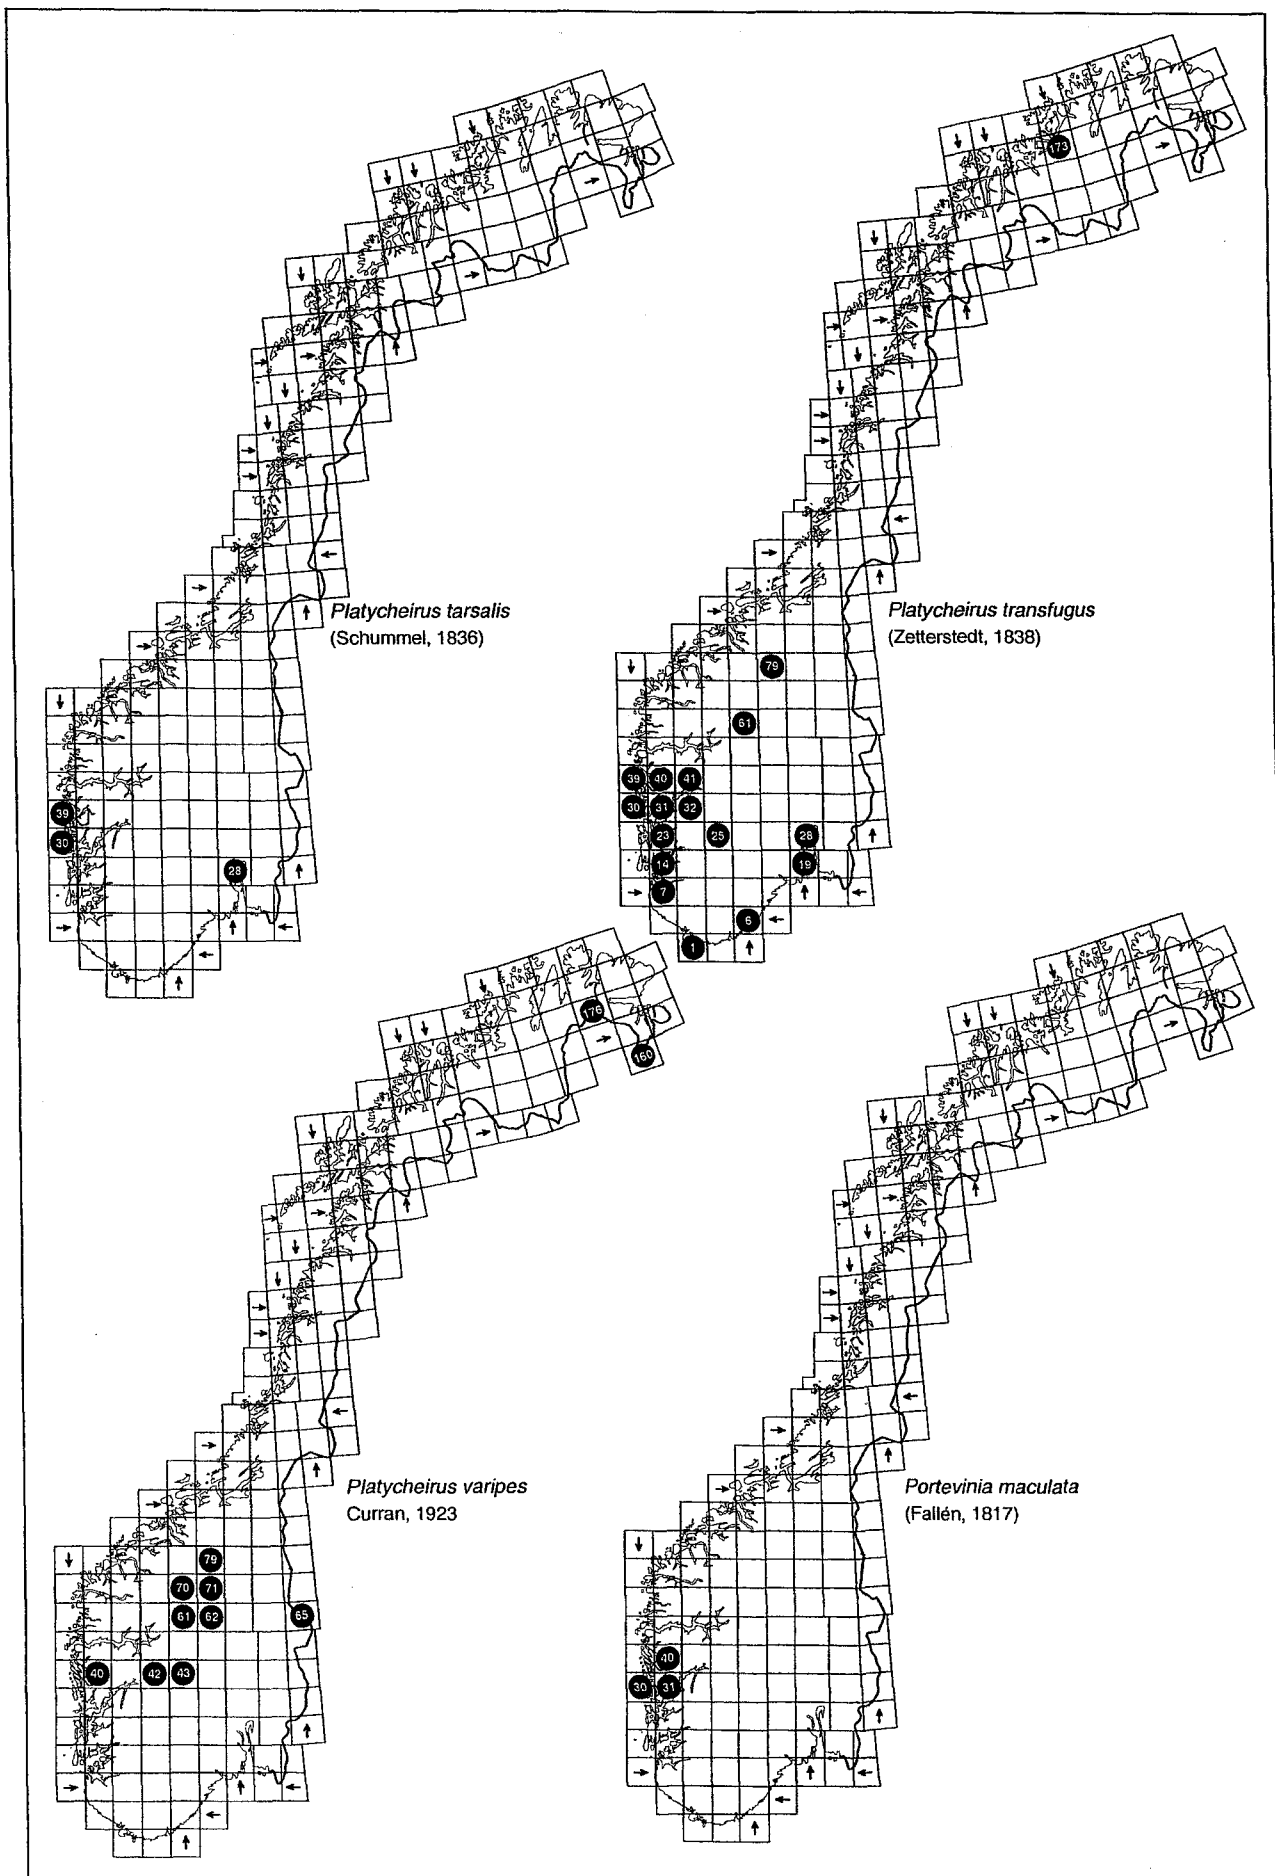 173
Platycheirus tarsalis
(Schummel, 1836)
39
30
28
Platycheirus transfugus
(Zetterstedt, 1838)
79
61
39 40 41
30 31 32
23 25 28
14 19
7
6
1
176
160
Platycheirus varipes
Curran, 1923
79
70 71
61 62 65
40 42 43
Portevinia maculata
(Fallén, 1817)
40
30 31